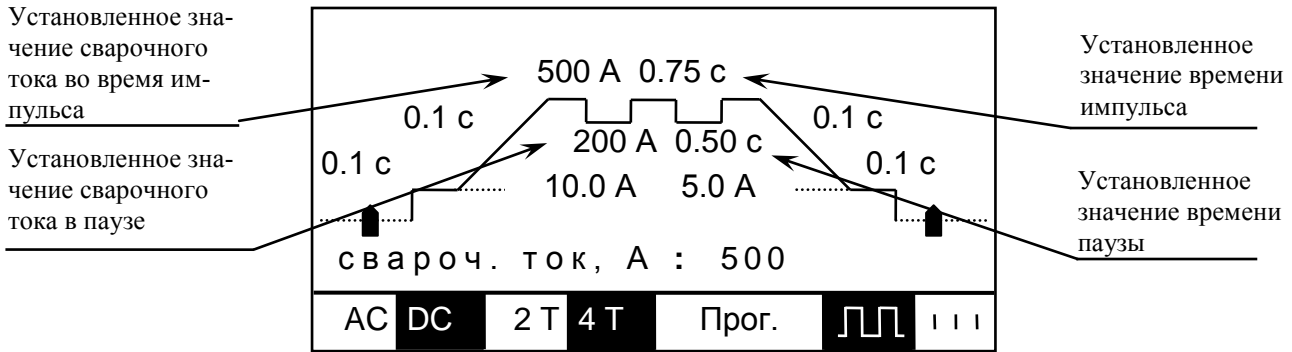 Установленное зна-
чение сварочного
тока во время им-
пульса
Установленное зна-
чение сварочного
тока в паузе
500 А 0.75 с
0.1 с
0.1 с
200 А 0.50 с
0.1 с
0.1 с
10.0 А 5.0 А
свароч. ток, А : 500
AC DC 2Т 4Т Прог.
Установленное
значение времени
импульса
Установленное
значение времени
паузы